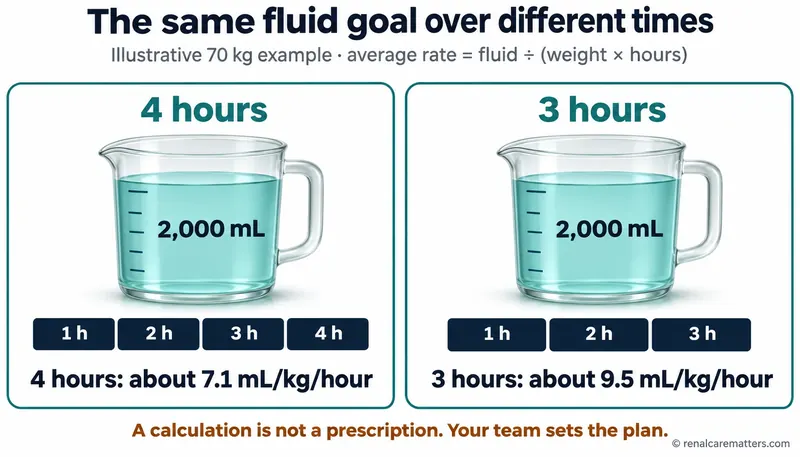 The same fluid goal over different times
Illustrative 70 kg example · average rate = fluid ÷ (weight × hours)
4 hours
2,000 mL
1 h 2 h 3 h 4 h
4 hours: about 7.1 mL/kg/hour
3 hours
2,000 mL
1 h 2 h 3 h
3 hours: about 9.5 mL/kg/hour
A calculation is not a prescription. Your team sets the plan.
© renalcarematters.com